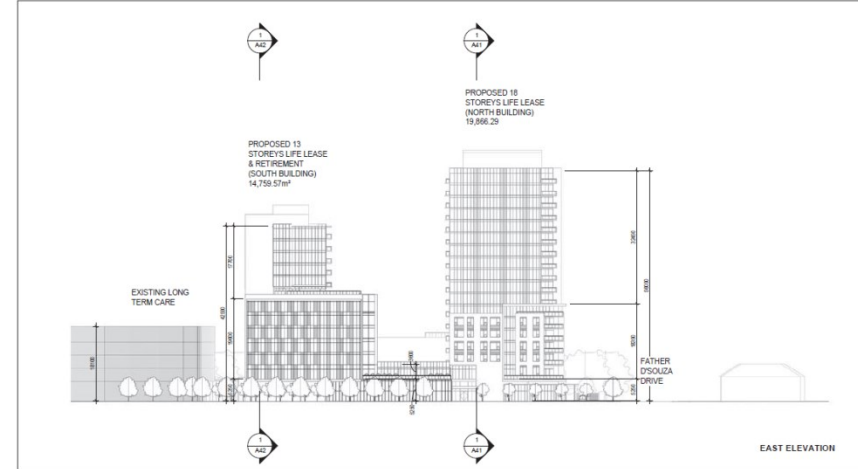 1
A42
1
A41
PROPOSED 18
STOREYS LIFE LEASE
(NORTH BUILDING)
19,866.29
PROPOSED 13
STOREYS LIFE LEASE
& RETIREMENT
(SOUTH BUILDING)
14,759.57m²
EXISTING LONG
TERM CARE
FATHER
D'SOUZA
DRIVE
5250
1
A42
1
A41
EAST ELEVATION